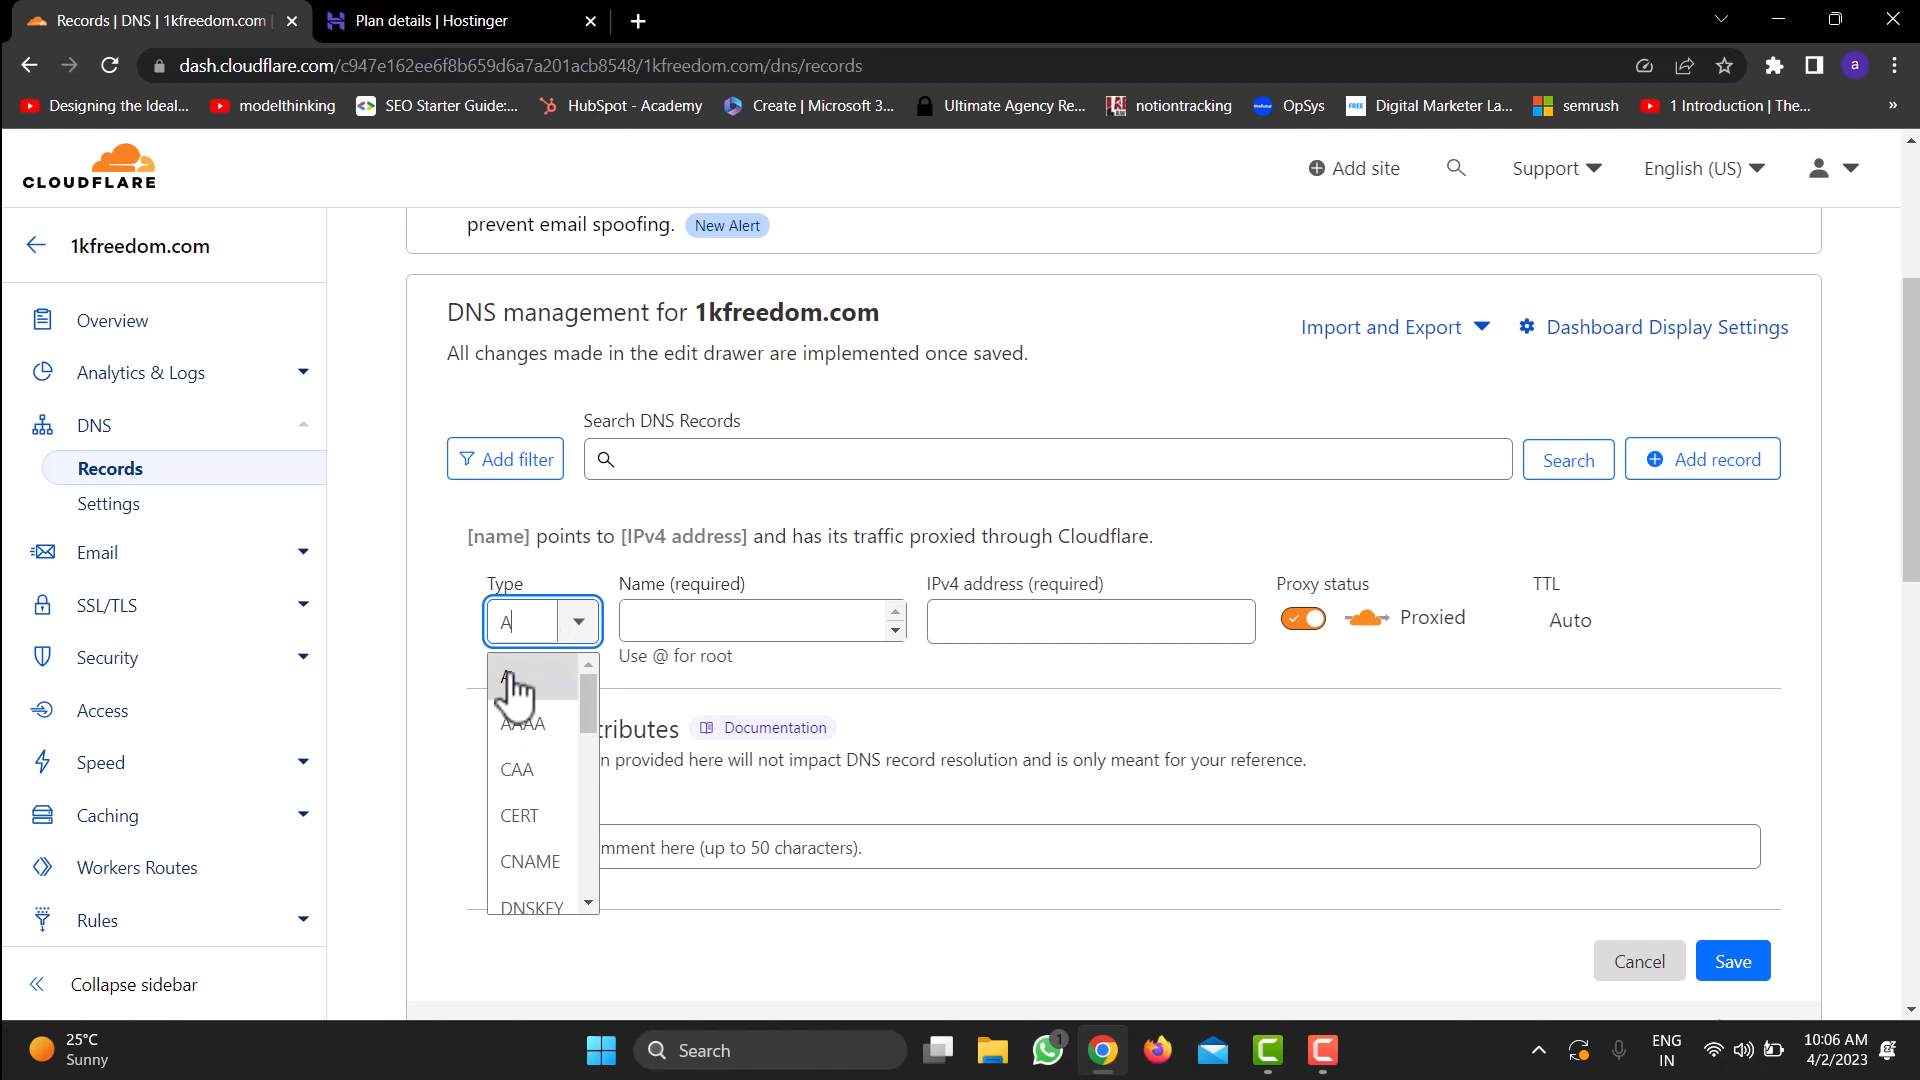 Records | DNS | 1kfreedom.com
Plan details | Hostinger
dash.cloudflare.com/c947e162ee6f8b659d6a7a201acb8548/1kfreedom.com/dns/records
a
Designing the Ideal...
modelthinking
SEO Starter Guide:...
HubSpot - Academy
Create | Microsoft 3...
Ultimate Agency Re...
notiontracking
OpSys
FREE
Digital Marketer La...
semrush
1 Introduction | The...
CLOUDFLARE
Add site
Support
English (US)
1kfreedom.com
Overview
Analytics & Logs
DNS
Records
Settings
Email
SSL/TLS
Security
Access
Speed
Caching
Workers Routes
Rules
Collapse sidebar
prevent email spoofing.
New Alert
DNS management for 1kfreedom.com
All changes made in the edit drawer are implemented once saved.
Import and Export
Dashboard Display Settings
Search DNS Records
Add filter
Search
Add record
[name] points to [IPv4 address] and has its traffic proxied through Cloudflare.
Type
Name (required)
IPv4 address (required)
Proxy status
TTL
A
Proxied
Auto
Use @ for root
A
AAAA
CAA
CERT
CNAME
DNSKEY
tributes
Documentation
n provided here will not impact DNS record resolution and is only meant for your reference.
mment here (up to 50 characters).
Cancel
Save
25°C
Sunny
Search
1
ENG
IN
10:06 AM
4/2/2023